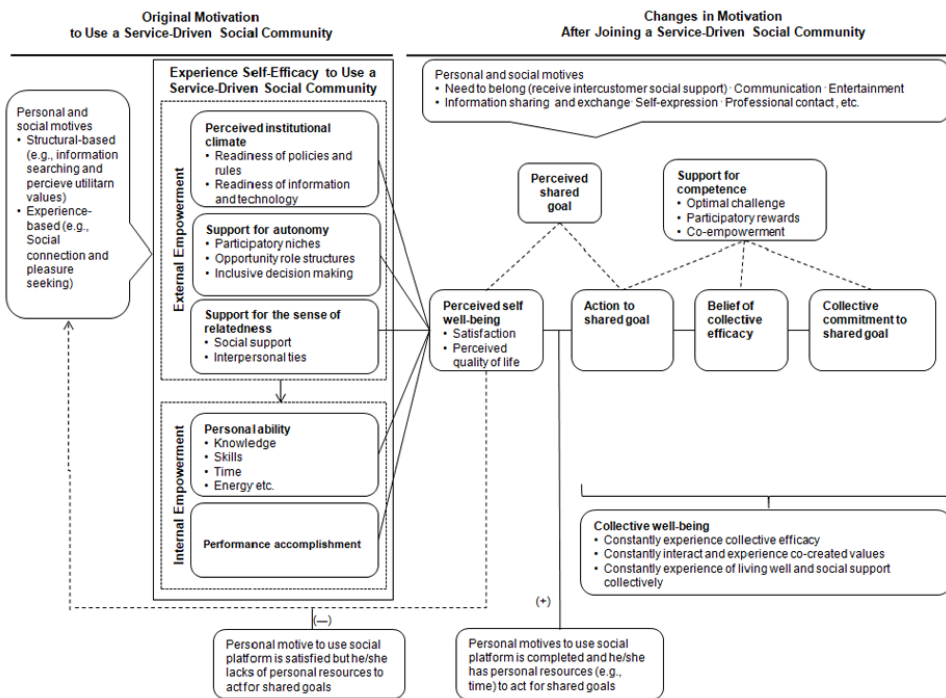 Original Motivation
to Use a Service-Driven Social Community
Changes in Motivation
After Joining a Service-Driven Social Community
Personal and
social motives
• Structural-based
(e.g., information
searching and
percieve utilitarn
values)
• Experience-
based (e.g.,
Social
connection and
pleasure
seeking)
Experience Self-Efficacy to Use a
Service-Driven Social Community
External Empowerment
Perceived institutional
climate
• Readiness of policies and
rules
• Readiness of information
and technology
Support for autonomy
• Participatory niches
• Opportunity role structures
• Inclusive decision making
Support for the sense of
relatedness
• Social support
• Interpersonal ties
Internal Empowerment
Personal ability
• Knowledge
• Skills
• Time
• Energy etc.
Performance accomplishment
Personal and social motives
• Need to belong (receive intercustomer social support)· Communication · Entertainment
• Information sharing and exchange· Self-expression · Professional contact, etc.
Perceived
shared
goal
Support for
competence
• Optimal challenge
• Participatory rewards
• Co-empowerment
Perceived self
well-being
• Satisfaction
• Perceived
quality of life
Action to
shared goal
Belief of
collective
efficacy
Collective
commitment to
shared goal
Collective well-being
• Constantly experience collective efficacy
• Constantly interact and experience co-created values
• Constantly experience of living well and social support
collectively
(—)
(+)
Personal motive to use social
platform is satisfied but he/she
lacks of personal resources to
act for shared goals
Personal motives to use social
platform is completed and he/she
has personal resources (e.g.,
time) to act for shared goals